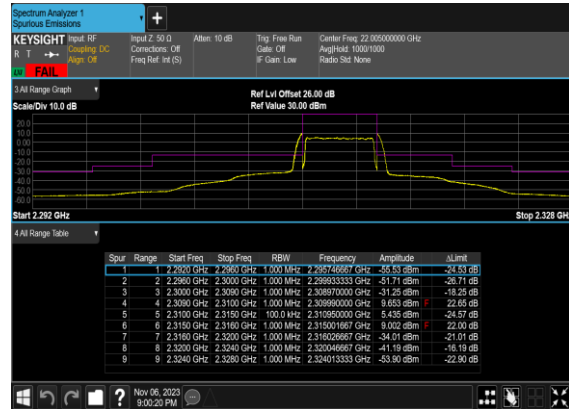 Spectrum Analyzer 1
Spurious Emissions
+
KEYSIGHT Input: RF Input Z: 50 Ω Atten: 10 dB Trig: Free Run Center Freq: 22.005000000 GHz
R T Coupling: DC Corrections: Off Gate: Off Avg|Hold: 1000/1000
Align: Off Freq Ref: Int (S) IF Gain: Low Radio Std: None
FAIL
3 All Range Graph
Ref Lvl Offset 26.00 dB
Scale/Div 10.0 dB Ref Value 30.00 dBm
20.0
10.0
0.00
-10.0
-20.0
-30.0
-40.0
-50.0
-60.0
Start 2.292 GHz Stop 2.328 GHz
4 All Range Table
Spur Range Start Freq Stop Freq RBW Frequency Amplitude ΔLimit
1 1 2.2920 GHz 2.2960 GHz 1.000 MHz 2.295746667 GHz -55.53 dBm -24.53 dB
2 2 2.2960 GHz 2.3000 GHz 1.000 MHz 2.299933333 GHz -51.71 dBm -26.71 dB
3 3 2.3000 GHz 2.3090 GHz 1.000 MHz 2.308970000 GHz -31.25 dBm -18.25 dB
4 4 2.3090 GHz 2.3100 GHz 1.000 MHz 2.309990000 GHz 9.653 dBm F 22.65 dB
5 5 2.3100 GHz 2.3150 GHz 100.0 kHz 2.310950000 GHz 5.435 dBm -24.57 dB
6 6 2.3150 GHz 2.3160 GHz 1.000 MHz 2.315001667 GHz 9.002 dBm F 22.00 dB
7 7 2.3160 GHz 2.3200 GHz 1.000 MHz 2.316026667 GHz -34.01 dBm -21.01 dB
8 8 2.3200 GHz 2.3240 GHz 1.000 MHz 2.320046667 GHz -41.19 dBm -16.19 dB
9 9 2.3240 GHz 2.3280 GHz 1.000 MHz 2.324013333 GHz -53.90 dBm -22.90 dB
? Nov 06, 2023
9:00:20 PM